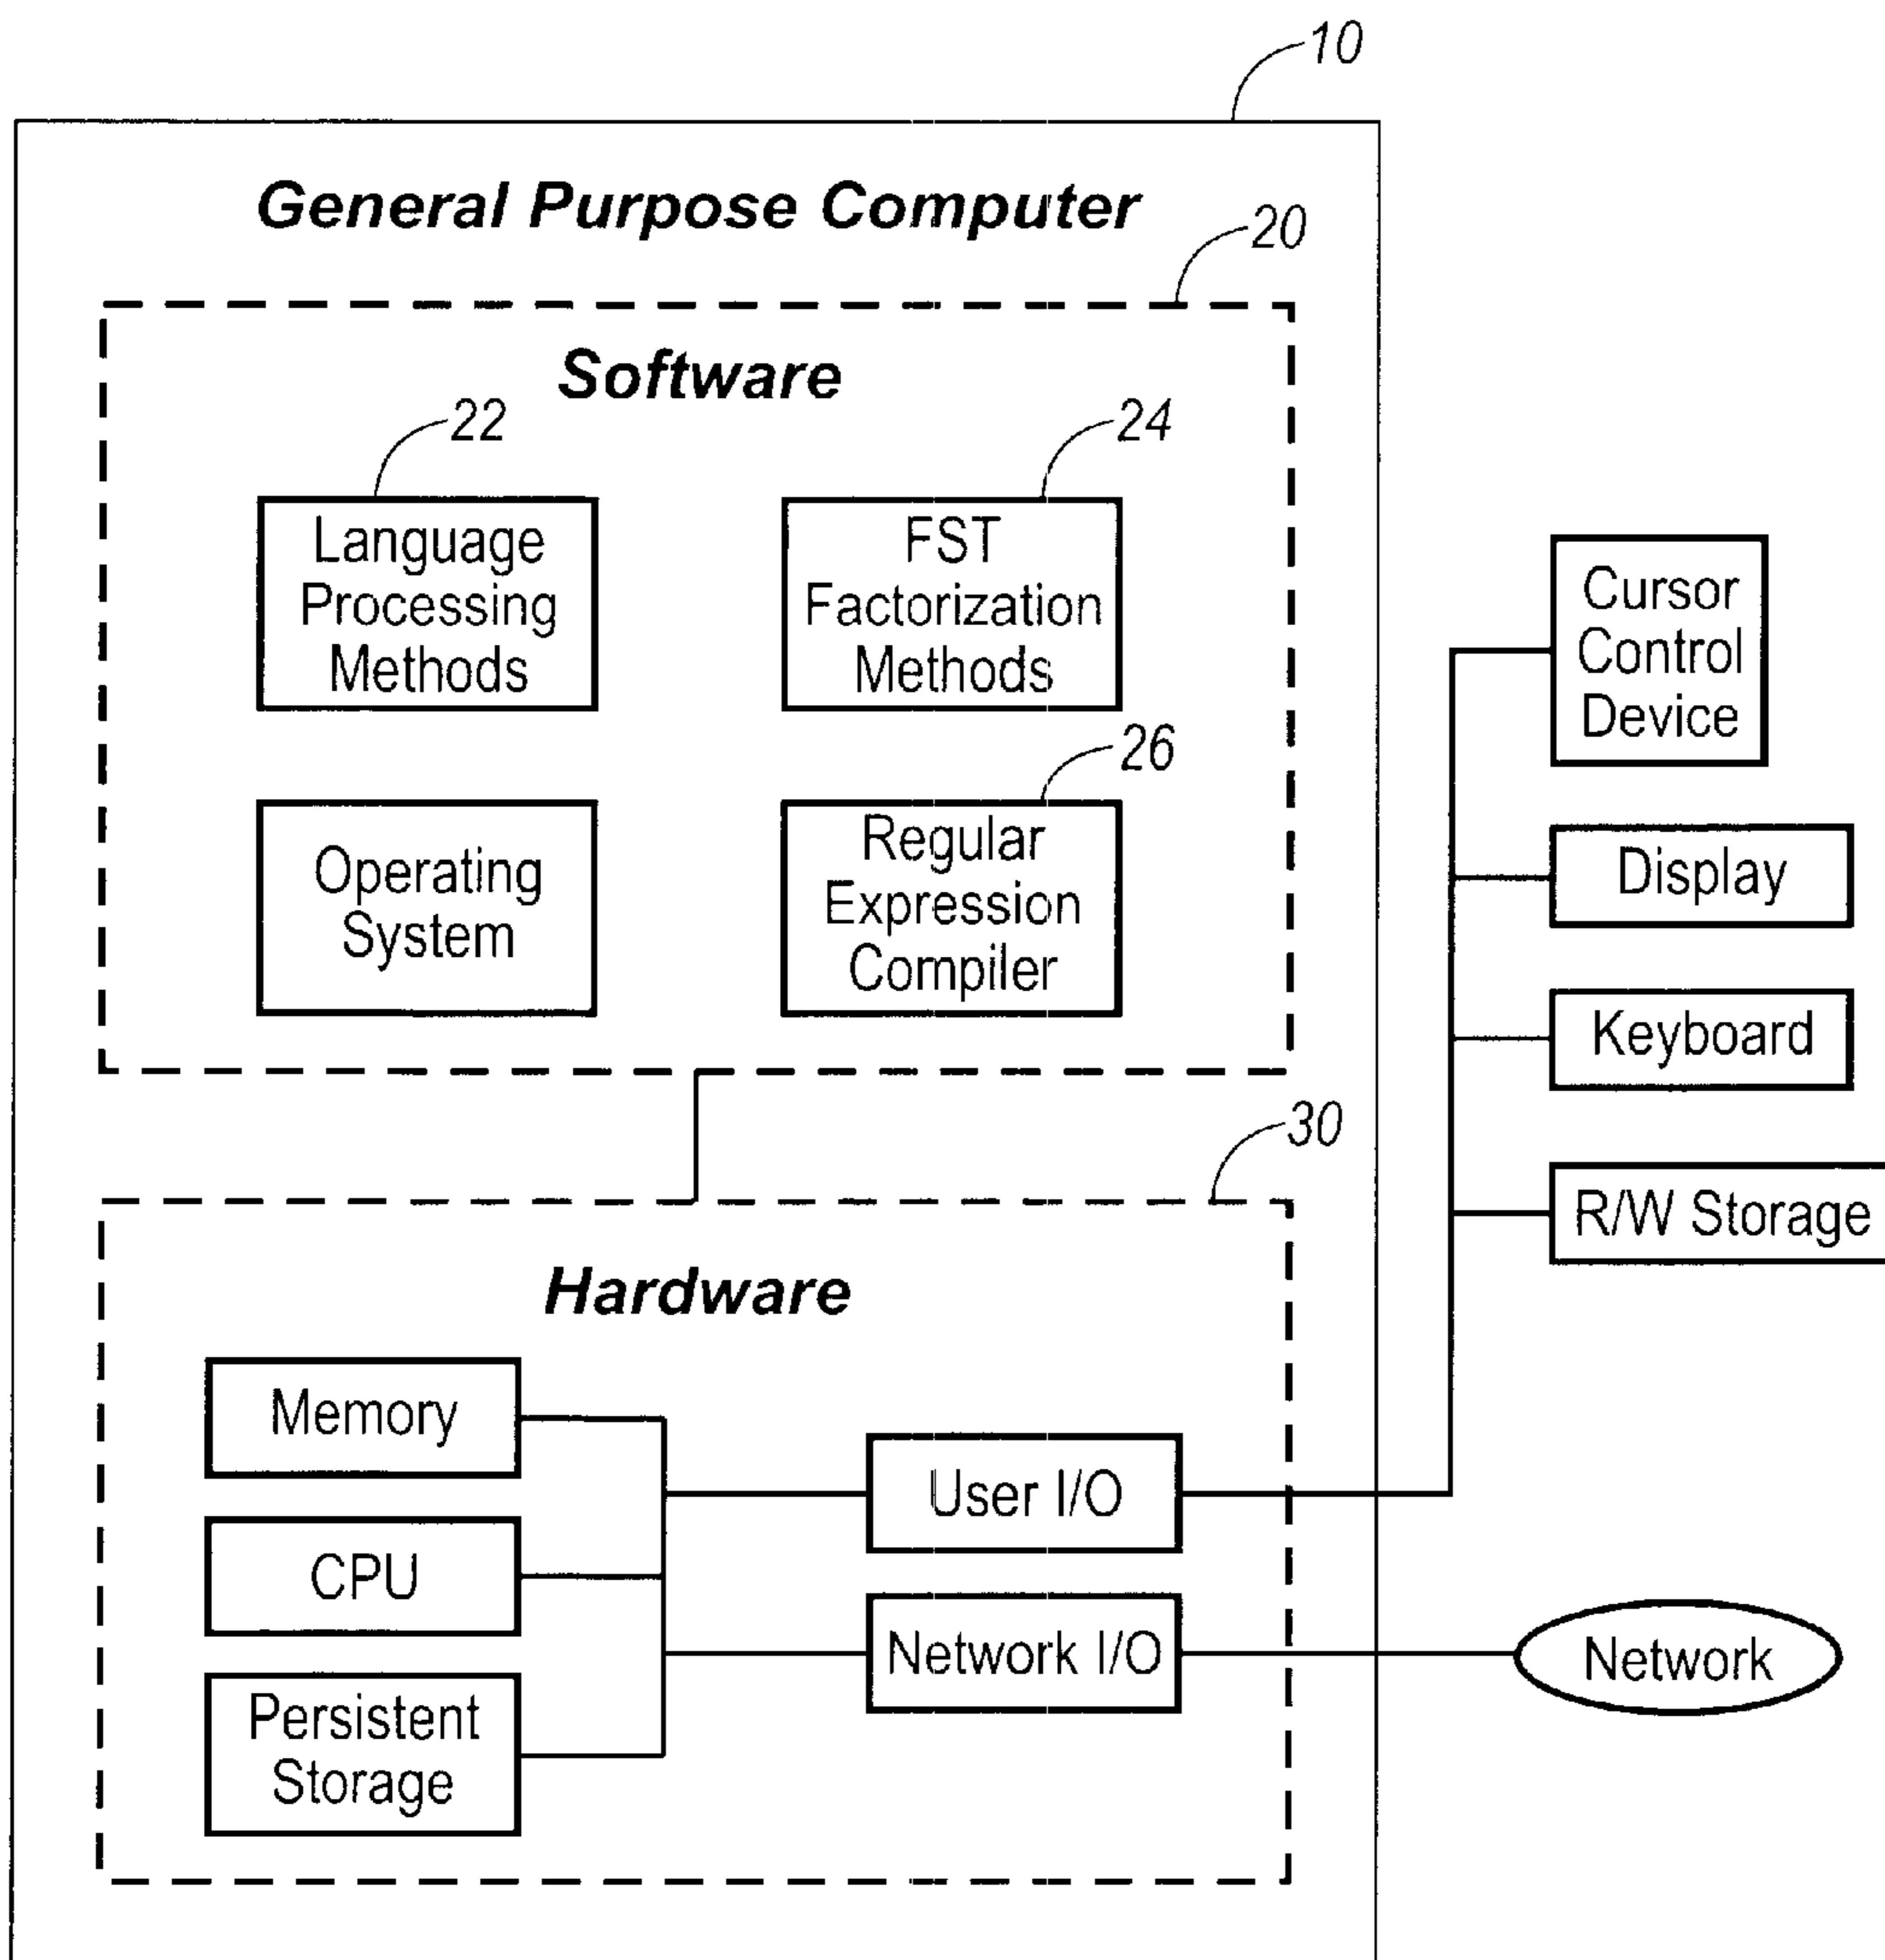 10
General Purpose Computer
20
Software
22
24
Language
Processing
Methods
FST
Factorization
Methods
26
Operating
System
Regular
Expression
Compiler
Cursor
Control
Device
Display
Keyboard
R/W Storage
30
Hardware
Memory
User I/O
CPU
Network I/O
Persistent
Storage
Network